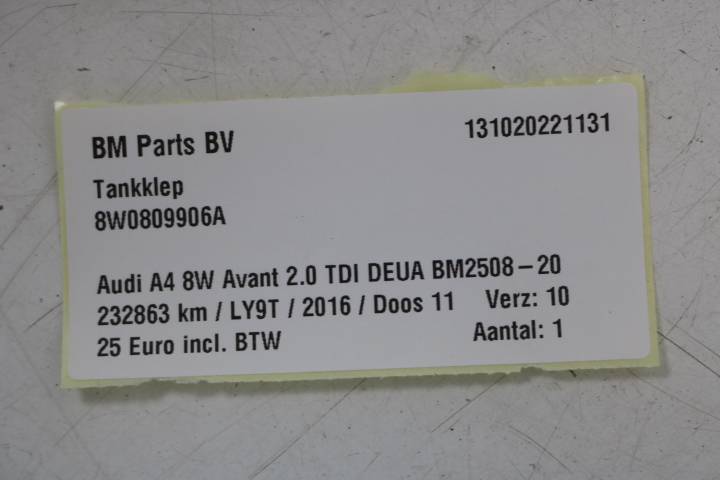 BM Parts BV 131020221131
Tankklep
8W0809906A
Audi A4 8W Avant 2.0 TDI DEUA BM2508-20
232863 km / LY9T / 2016 / Doos 11 Verz: 10
25 Euro incl. BTW Aantal: 1